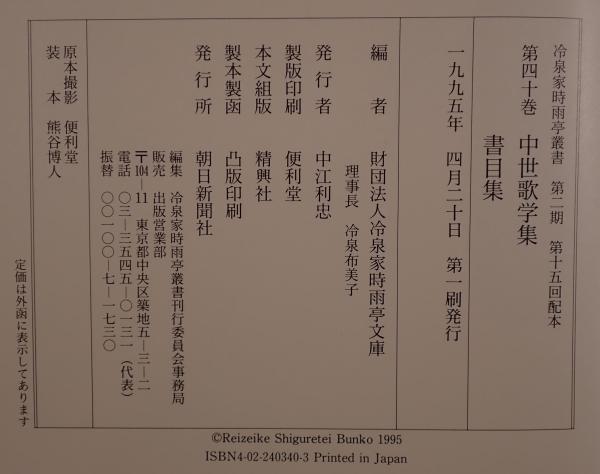 冷泉家時雨亭叢書　第二期　第十五回配本
第四十巻　中世歌学集
書目集
一九九五年　四月二十日　第一刷発行
編者　財団法人冷泉家時雨亭文庫
理事長　冷泉布美子
発行者　中江利忠
製版印刷　便利堂
本文組版　精興社
製本製函　凸版印刷
発行所　朝日新聞社
編集　冷泉家時雨亭叢書刊行委員会事務局
販売　出版営業部
〒104―11　東京都中央区築地五―三―二
電話　〇三―三五四五―〇一三一（代表）
振替　〇〇一〇〇―七―一七三〇
原本撮影　便利堂
装本　熊谷博人
定価は外函に表示してあります
©Reizeike Shiguretei Bunko 1995
ISBN4-02-240340-3 Printed in Japan